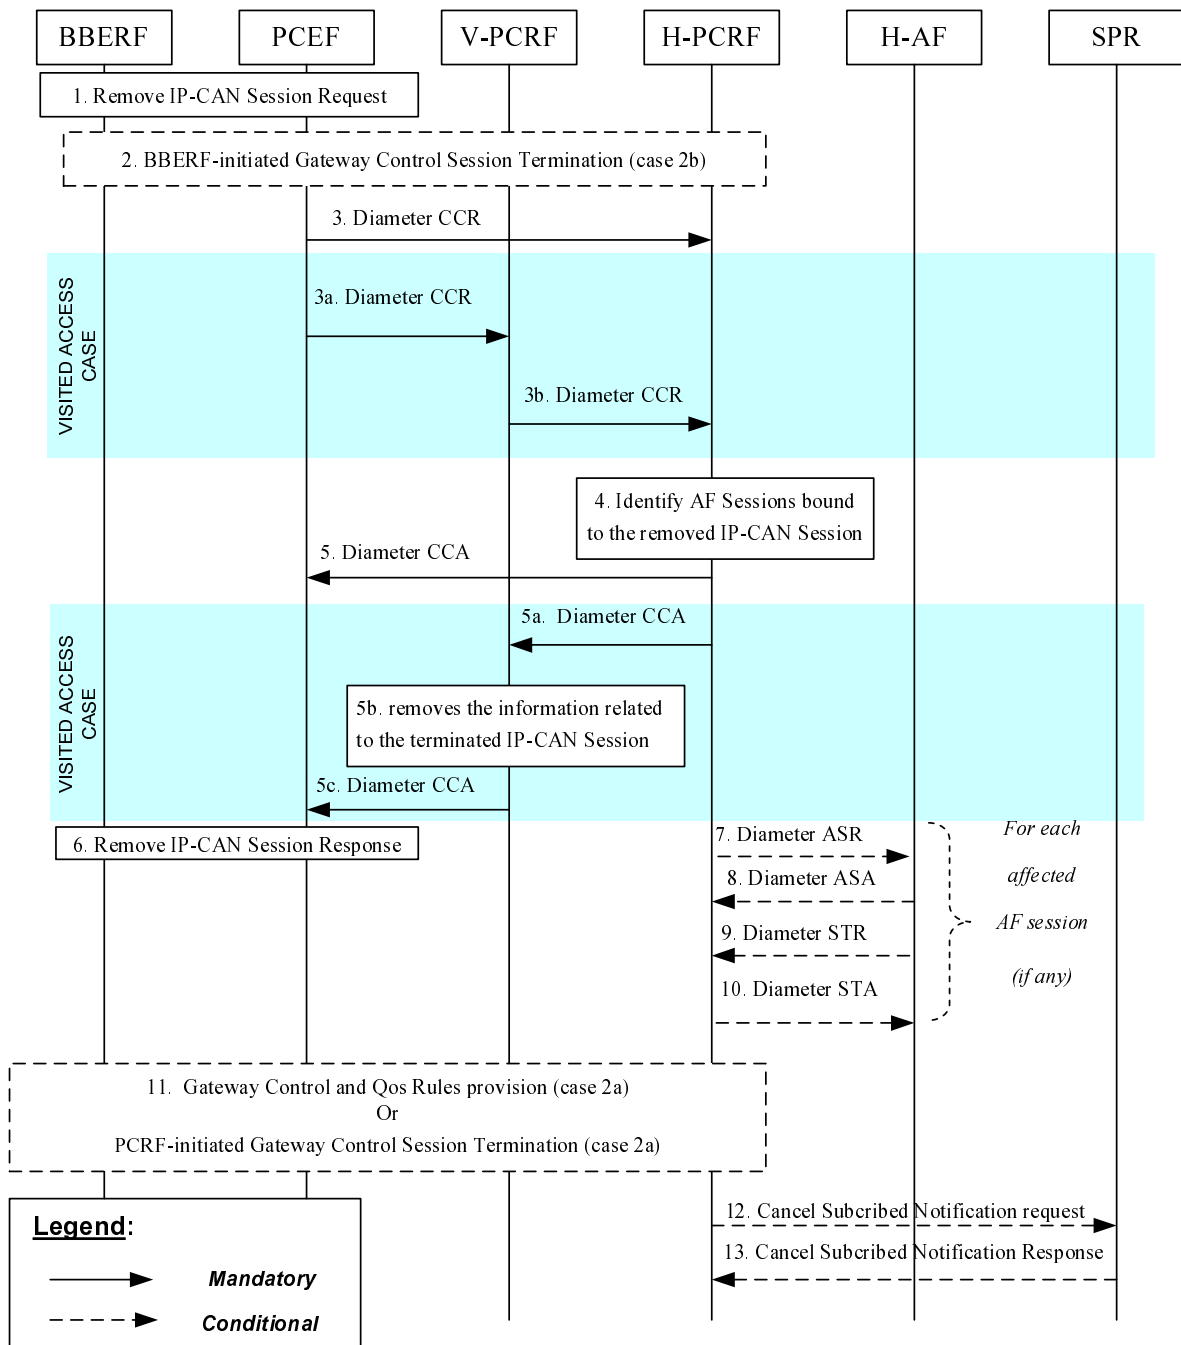 BBERF
PCEF
V-PCRF
H-PCRF
H-AF
SPR
1. Remove IP-CAN Session Request
2. BBERF-initiated Gateway Control Session Termination (case 2b)
3. Diameter CCR
VISITED ACCESS
CASE
3a. Diameter CCR
3b. Diameter CCR
4. Identify AF Sessions bound
to the removed IP-CAN Session
5. Diameter CCA
VISITED ACCESS
CASE
5a. Diameter CCA
5b. removes the information related
to the terminated IP-CAN Session
5c. Diameter CCA
6. Remove IP-CAN Session Response
7. Diameter ASR
8. Diameter ASA
9. Diameter STR
10. Diameter STA
For each
affected
AF session
(if any)
11. Gateway Control and Qos Rules provision (case 2a)
Or
PCRF-initiated Gateway Control Session Termination (case 2a)
12. Cancel Subcribed Notification request
13. Cancel Subcribed Notification Response
Legend:
Mandatory
Conditional